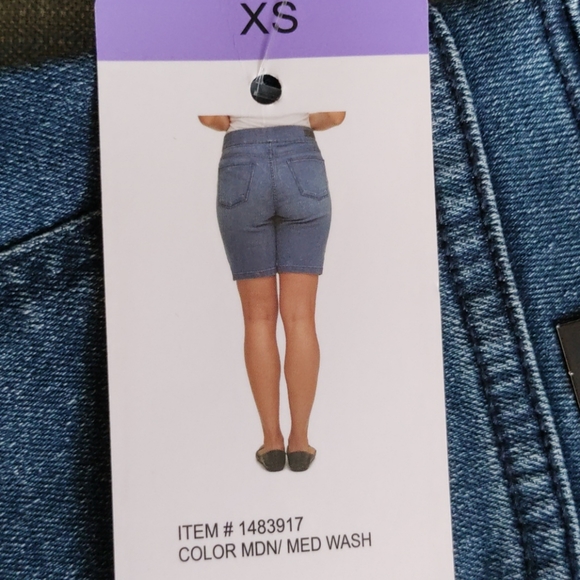 XS
ITEM # 1483917
COLOR MDN/ MED WASH